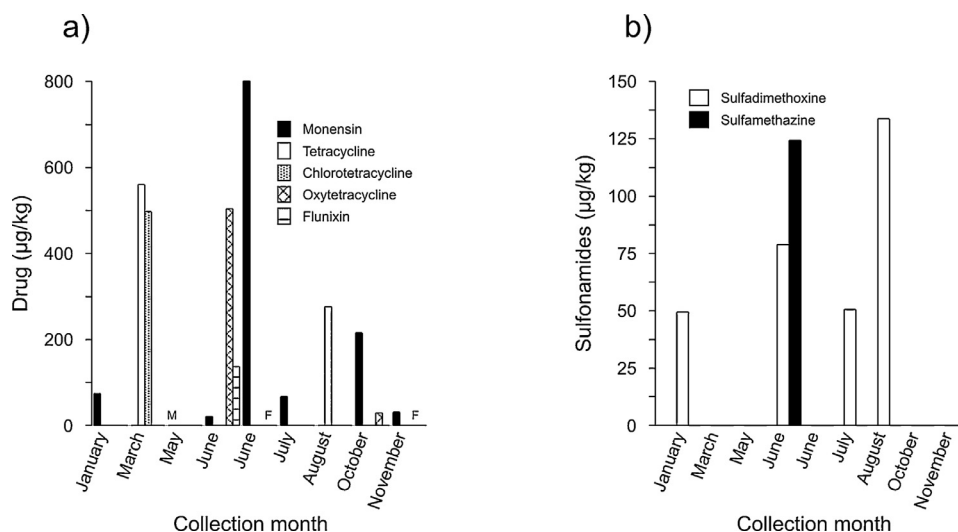 a)
800
600
400
200
0
Drug (µg/kg)
Monensin
Tetracycline
Chlorotetracycline
Oxytetracycline
Flunixin
M
F
F
January
March
May
June
June
July
August
October
November
Collection month
b)
150
125
100
75
50
25
0
Sulfonamides (µg/kg)
Sulfadimethoxine
Sulfamethazine
January
March
May
June
June
July
August
October
November
Collection month